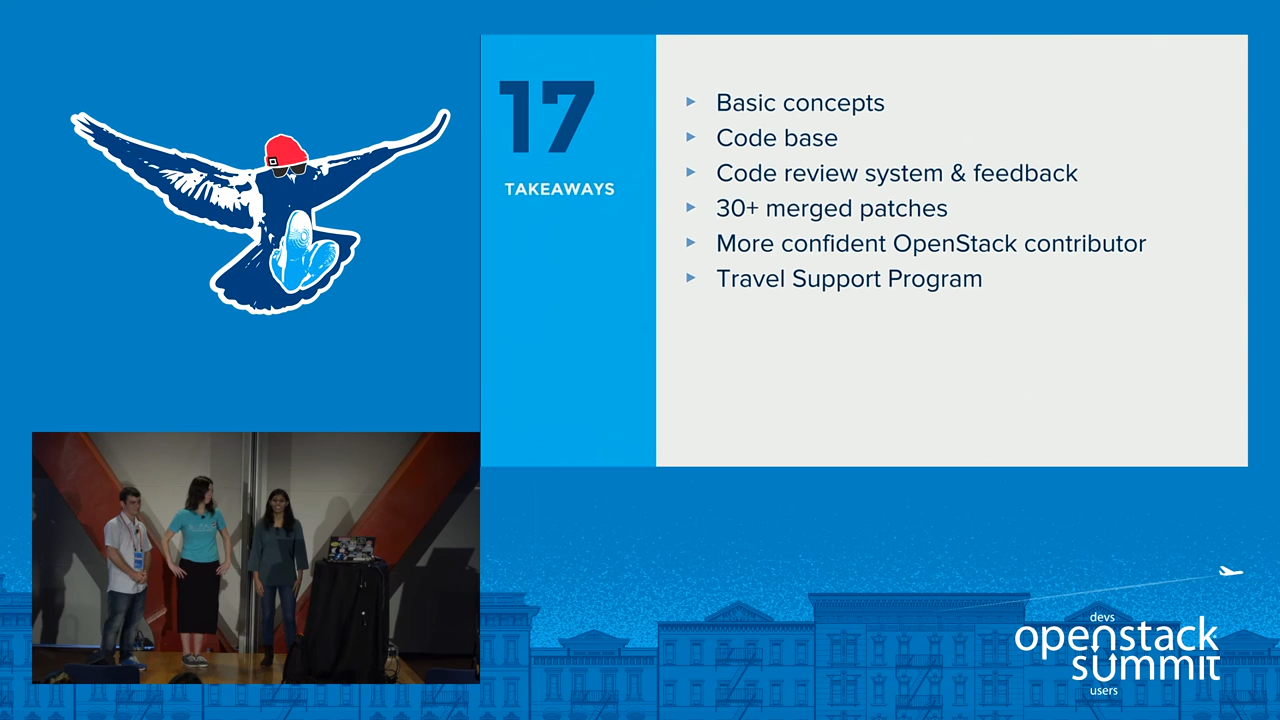 17
TAKEAWAYS
Basic concepts
Code base
Code review system & feedback
30+ merged patches
More confident OpenStack contributor
Travel Support Program
devs
openstack
summit
users